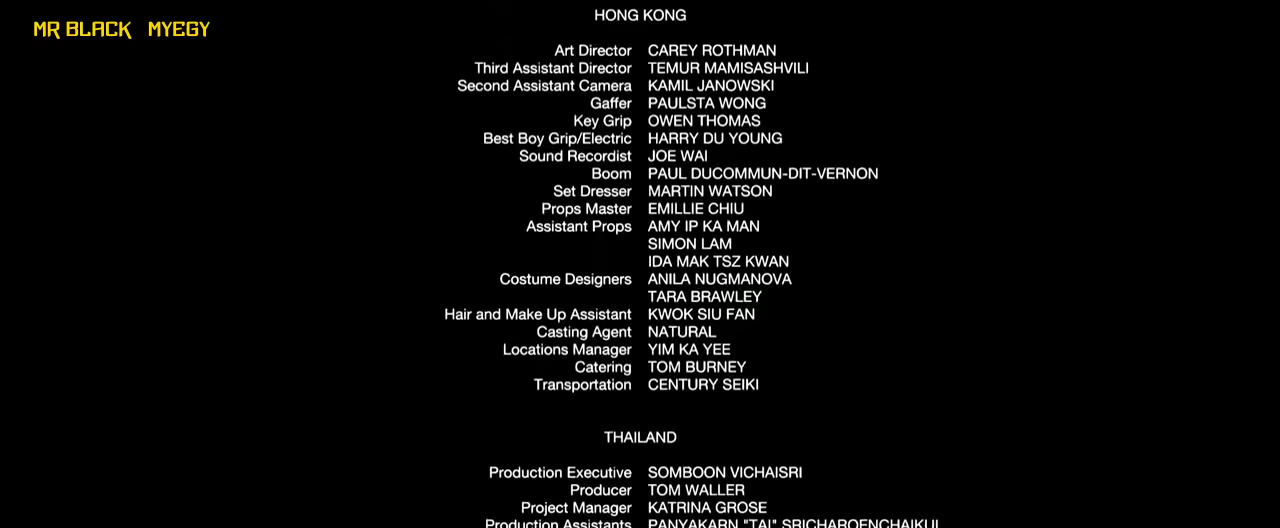 MR BLACK MYEGY
HONG KONG
Art Director CAREY ROTHMAN
Third Assistant Director TEMUR MAMISASHVILI
Second Assistant Camera KAMIL JANOWSKI
Gaffer PAULSTA WONG
Key Grip OWEN THOMAS
Best Boy Grip/Electric HARRY DU YOUNG
Sound Recordist JOE WAI
Boom PAUL DUCOMMUN-DIT-VERNON
Set Dresser MARTIN WATSON
Props Master EMILLIE CHIU
Assistant Props AMY IP KA MAN
SIMON LAM
IDA MAK TSZ KWAN
Costume Designers ANILA NUGMANOVA
TARA BRAWLEY
Hair and Make Up Assistant KWOK SIU FAN
Casting Agent NATURAL
Locations Manager YIM KA YEE
Catering TOM BURNEY
Transportation CENTURY SEIKI
THAILAND
Production Executive SOMBOON VICHAISRI
Producer TOM WALLER
Project Manager KATRINA GROSE
Production Assistants PANYAKARN "TAI" SRICHAROENCHAIKUL